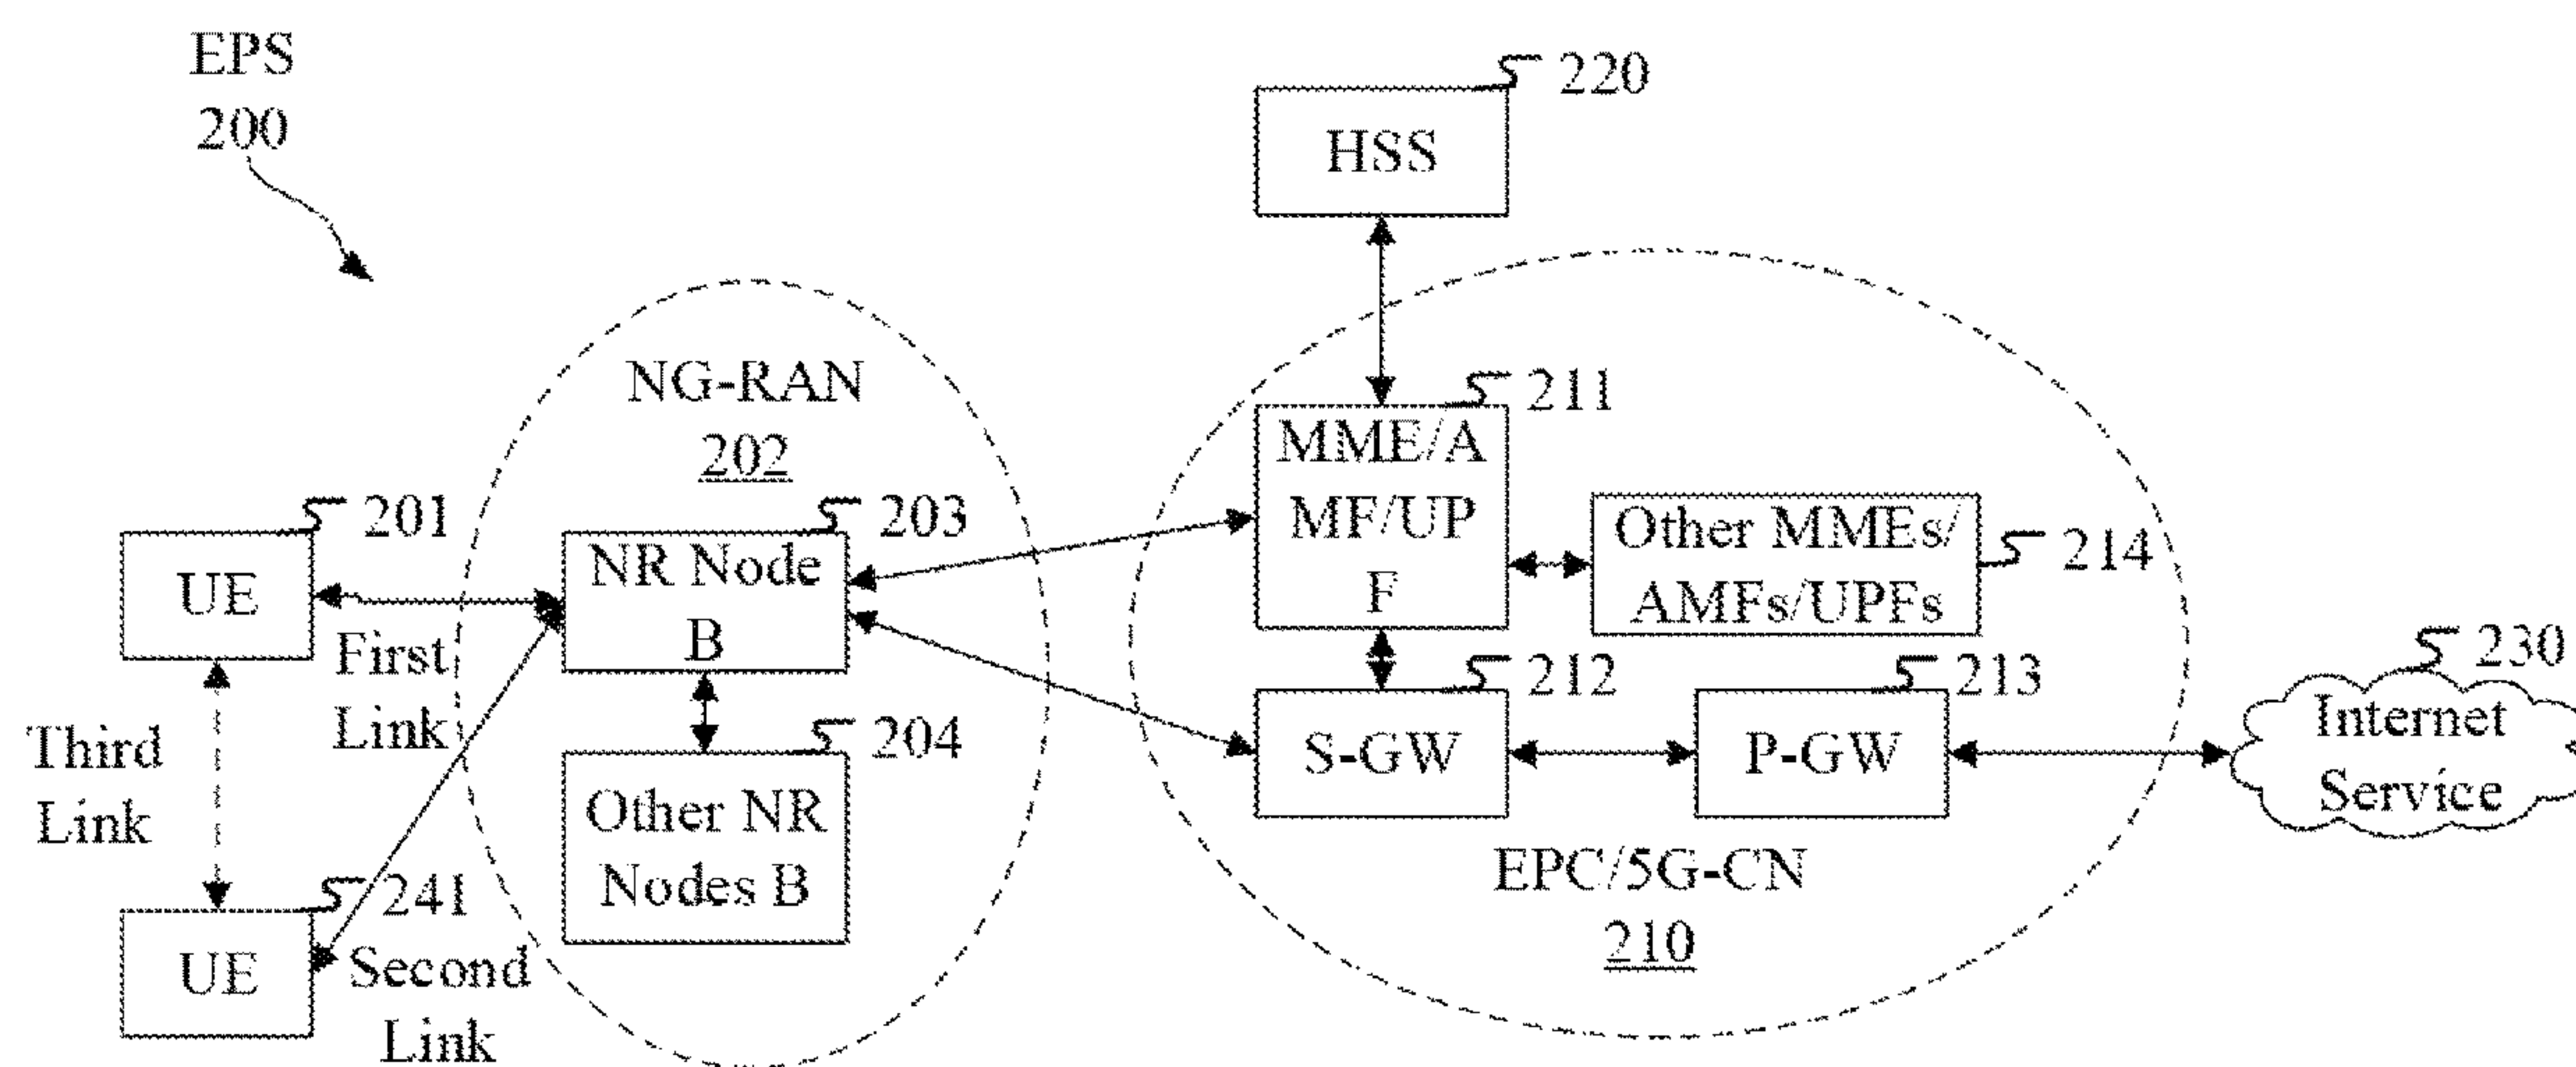 EPS
200
220
HSS
NG-RAN
202
211
MME/A
MF/UP
F
201
UE
203
NR Node
B
Other MMEs/
AMFs/UPFs
214
First
Link
Third
Link
204
Other NR
Nodes B
212
S-GW
213
P-GW
230
Internet
Service
EPC/5G-CN
210
241
UE
Second
Link